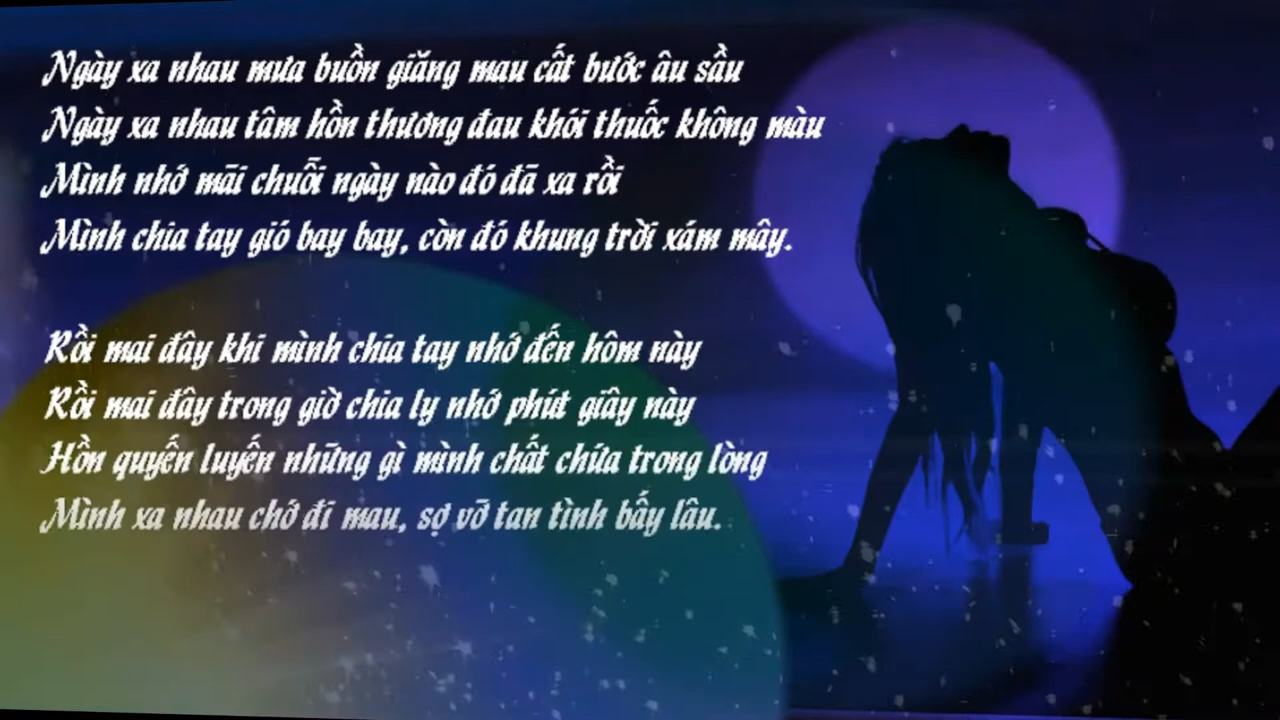 Ngày xa nhau mưa buồn giăng mau cất bước âu sầu
Ngày xa nhau tâm hồn thương đau khói thuốc không màu
Mình nhớ mãi chuỗi ngày nào đó đã xa rồi
Mình chia tay gió bay bay, còn đó khung trời xám mây.
Rồi mai đây khi mình chia tay nhớ đến hôm này
Rồi mai đây trong giờ chia ly nhớ phút giây này
Hồn quyến luyến những gì mình chất chứa trong lòng
Mình xa nhau chớ đi mau, sợ vỡ tan tình bấy lâu.